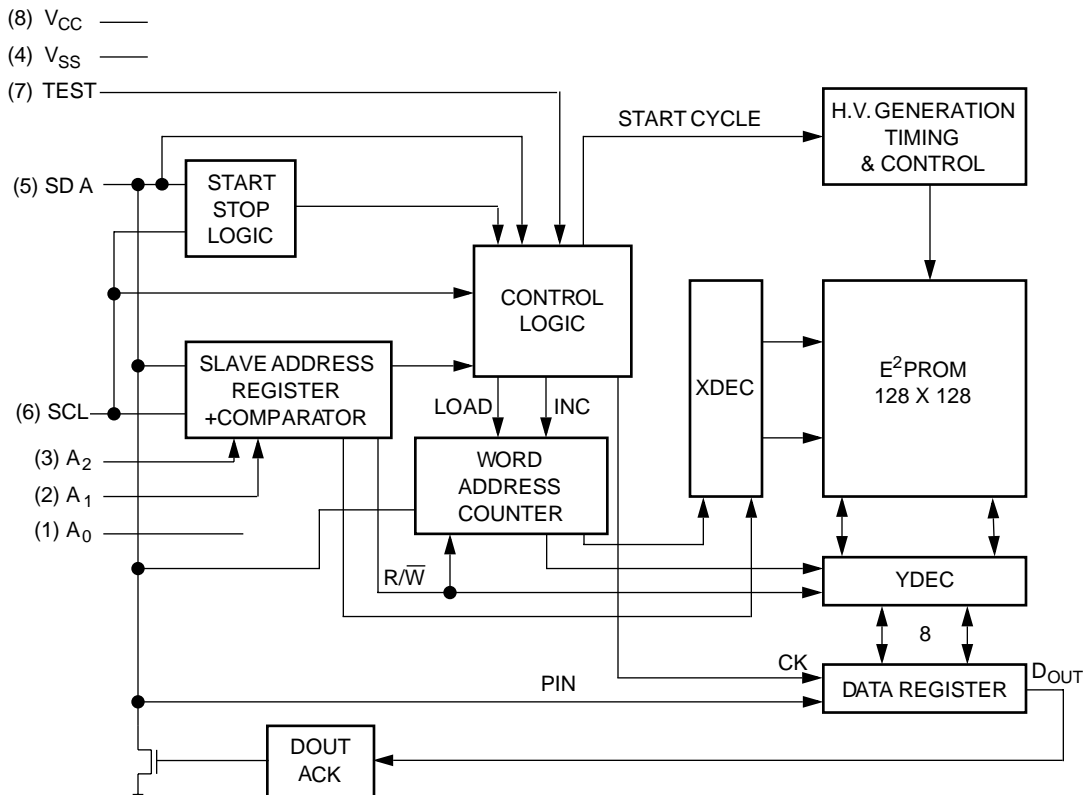 (8) VCC
(4) VSS
(7) TEST
START CYCLE
H.V. GENERATION
TIMING
& CONTROL
(5) SD A
START
STOP
LOGIC
CONTROL
LOGIC
XDEC
E2PROM
128 X 128
SLAVE ADDRESS
REGISTER
+COMPARATOR
(6) SCL
LOAD
INC
(3) A2
(2) A1
(1) A0
WORD
ADDRESS
COUNTER
R/W̅
YDEC
8
CK
PIN
DATA REGISTER
DOUT
DOUT
ACK